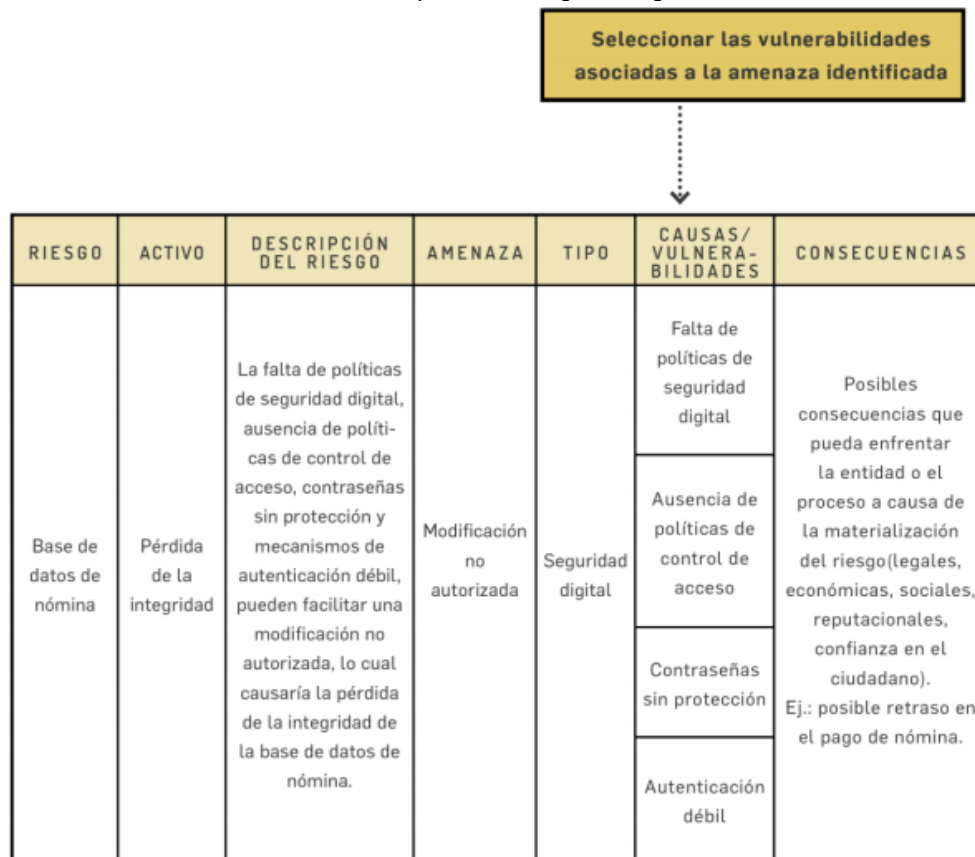 Seleccionar las vulnerabilidades
asociadas a la amenaza identificada
RIESGO
ACTIVO
DESCRIPCIÓN
DEL RIESGO
AMENAZA
TIPO
CAUSAS/
VULNERA-
BILIDADES
CONSECUENCIAS
Base de
datos de
nómina
Pérdida
de la
integridad
La falta de políticas
de seguridad digital,
ausencia de políti-
cas de control de
acceso, contraseñas
sin protección y
mecanismos de
autenticación débil,
pueden facilitar una
modificación no
autorizada, lo cual
causaría la pérdida
de la integridad de
la base de datos de
nómina.
Modificación
no
autorizada
Seguridad
digital
Falta de
políticas de
seguridad
digital
Ausencia de
políticas de
control de
acceso
Contraseñas
sin protección
Autenticación
débil
Posibles
consecuencias que
pueda enfrentar
la entidad o el
proceso a causa de
la materialización
del riesgo(legales,
económicas, sociales,
reputacionales,
confianza en el
ciudadano).
Ej.: posible retraso en
el pago de nómina.